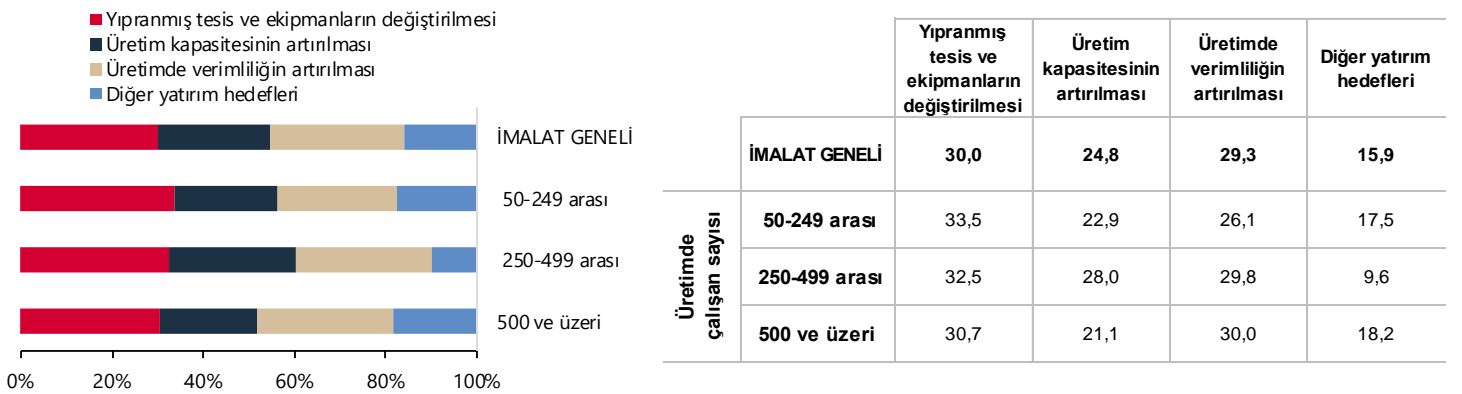 Yıpranmış tesis ve ekipmanların değiştirilmesi
Üretim kapasitesinin artırılması
Üretimde verimliliğin artırılması
Diğer yatırım hedefleri
İMALAT GENELİ
50-249 arası
250-499 arası
500 ve üzeri
0% 20% 40% 60% 80% 100%
Yıpranmış
tesis ve
ekipmanların
değiştirilmesi
Üretim
kapasitesinin
artırılması
Üretimde
verimliliğin
artırılması
Diğer yatırım
hedefleri
İMALAT GENELİ 30,0 24,8 29,3 15,9
Üretimde
çalışan sayısı
50-249 arası 33,5 22,9 26,1 17,5
250-499 arası 32,5 28,0 29,8 9,6
500 ve üzeri 30,7 21,1 30,0 18,2